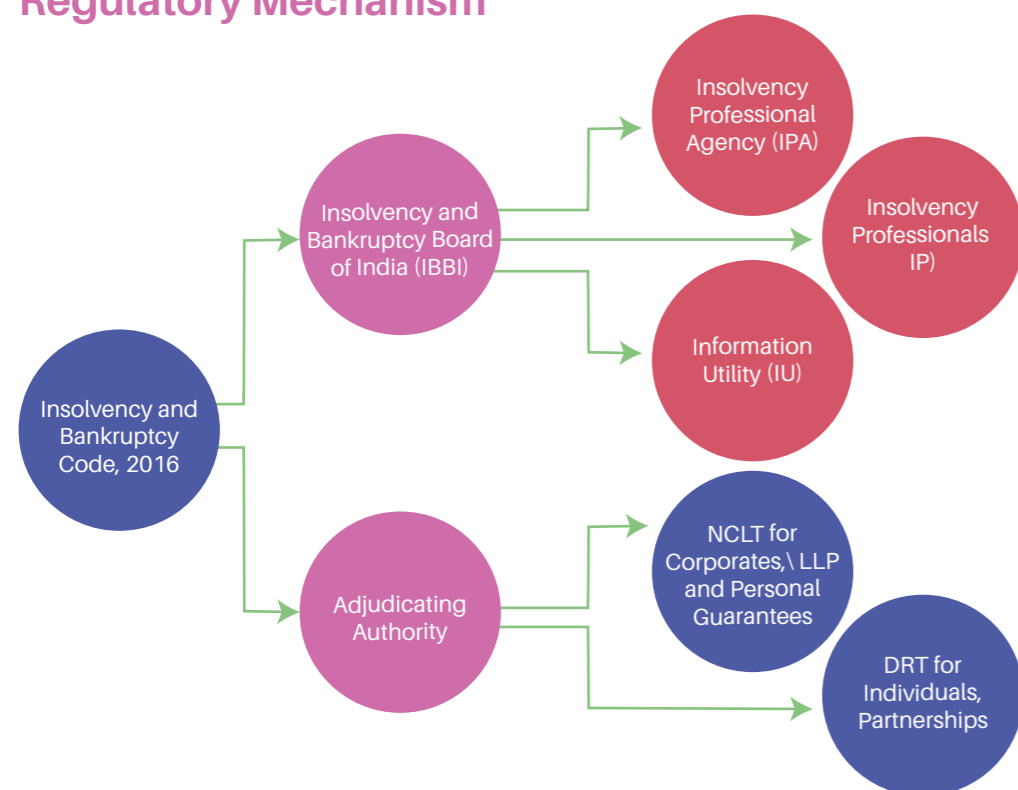 Regulatory Mechanism
Insolvency
Professional
Agency (IPA)
Insolvency and
Bankruptcy Board
of India (IBBI)
Insolvency
Professionals
IP)
Information
Utility (IU)
Insolvency and
Bankruptcy
Code, 2016
NCLT for
Corporates,\ LLP
and Personal
Guarantees
Adjudicating
Authority
DRT for
Individuals,
Partnerships